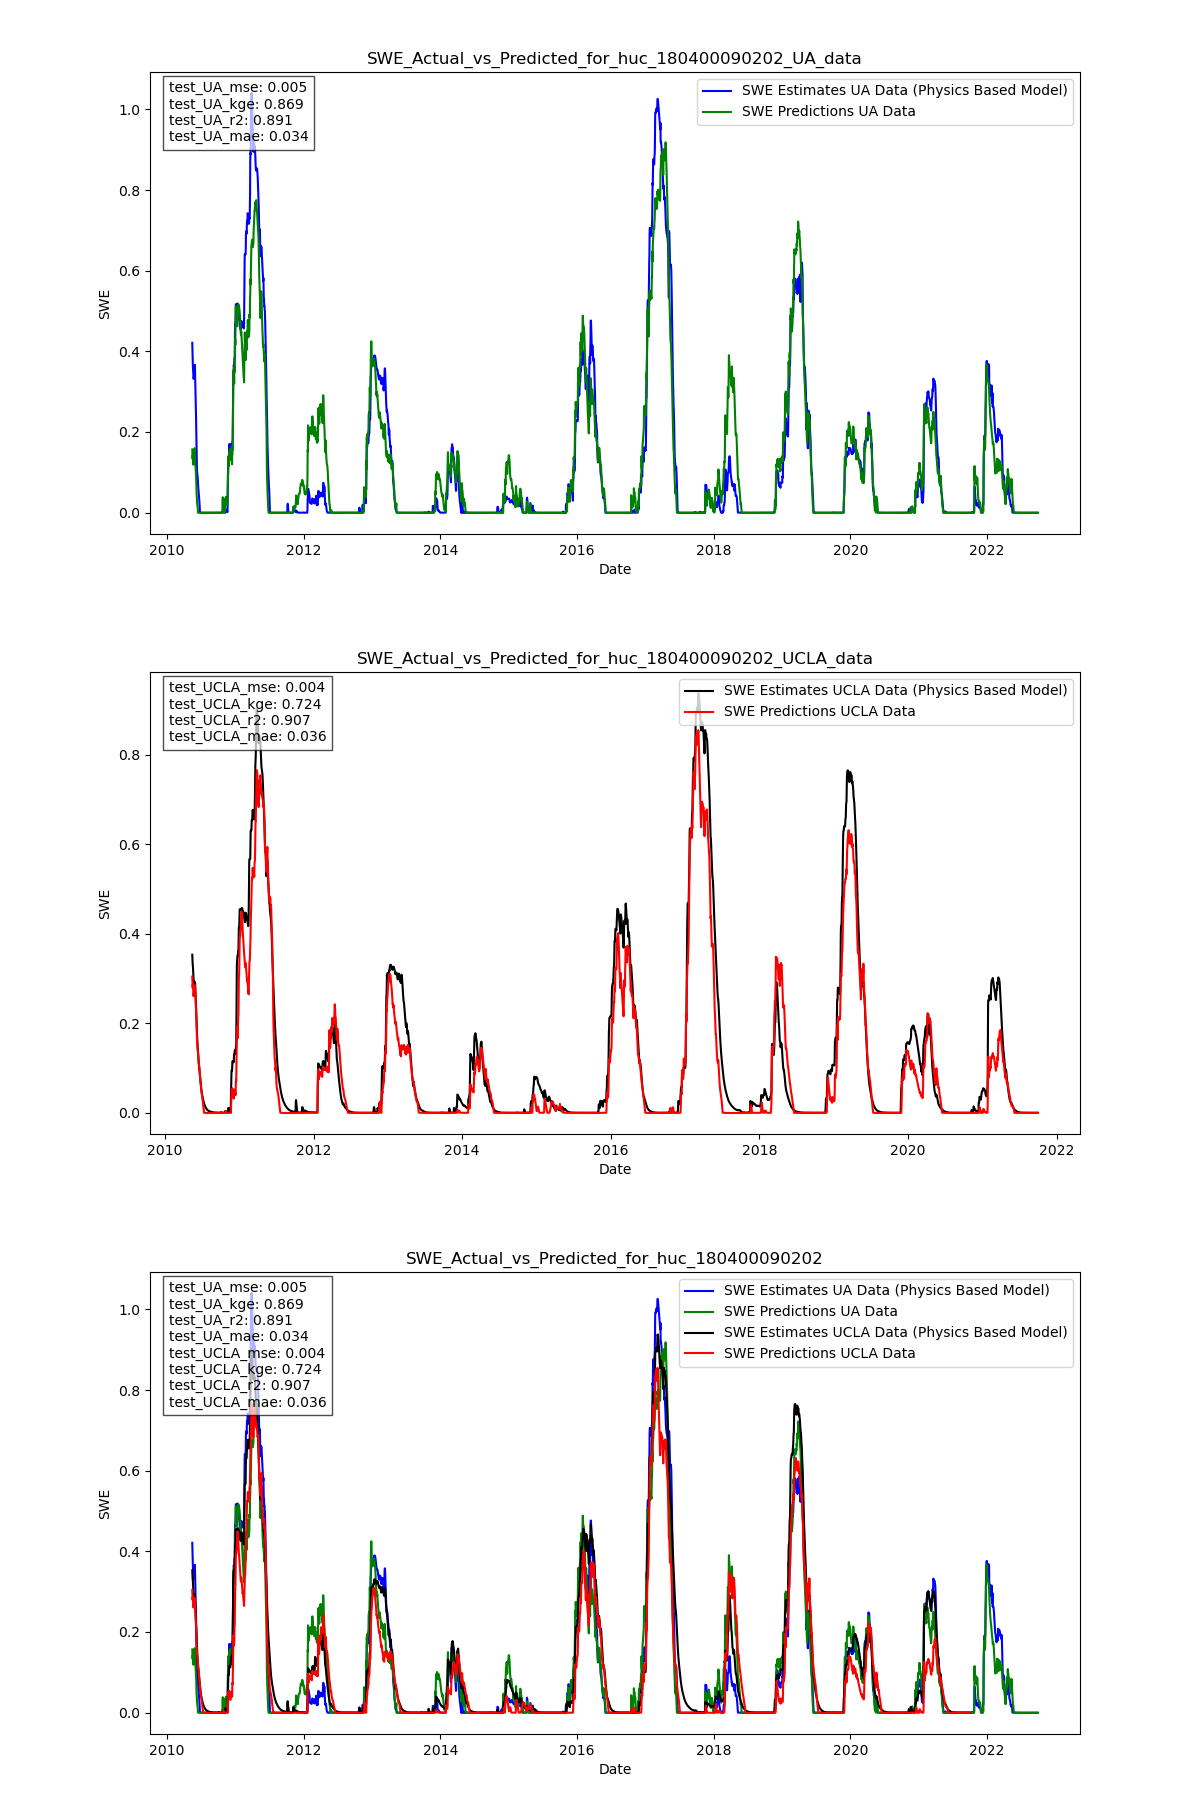 SWE_Actual_vs_Predicted_for_huc_180400090202_UA_data
test_UA_mse: 0.005
test_UA_kge: 0.869
test_UA_r2: 0.891
test_UA_mae: 0.034
SWE Estimates UA Data (Physics Based Model)
SWE Predictions UA Data
1.0
0.8
0.6
0.4
0.2
0.0
SWE
2010 2012 2014 2016 2018 2020 2022
Date
SWE_Actual_vs_Predicted_for_huc_180400090202_UCLA_data
test_UCLA_mse: 0.004
test_UCLA_kge: 0.724
test_UCLA_r2: 0.907
test_UCLA_mae: 0.036
SWE Estimates UCLA Data (Physics Based Model)
SWE Predictions UCLA Data
0.8
0.6
0.4
0.2
0.0
SWE
2010 2012 2014 2016 2018 2020 2022
Date
SWE_Actual_vs_Predicted_for_huc_180400090202
test_UA_mse: 0.005
test_UA_kge: 0.869
test_UA_r2: 0.891
test_UA_mae: 0.034
test_UCLA_mse: 0.004
test_UCLA_kge: 0.724
test_UCLA_r2: 0.907
test_UCLA_mae: 0.036
SWE Estimates UA Data (Physics Based Model)
SWE Predictions UA Data
SWE Estimates UCLA Data (Physics Based Model)
SWE Predictions UCLA Data
1.0
0.8
0.6
0.4
0.2
0.0
SWE
2010 2012 2014 2016 2018 2020 2022
Date